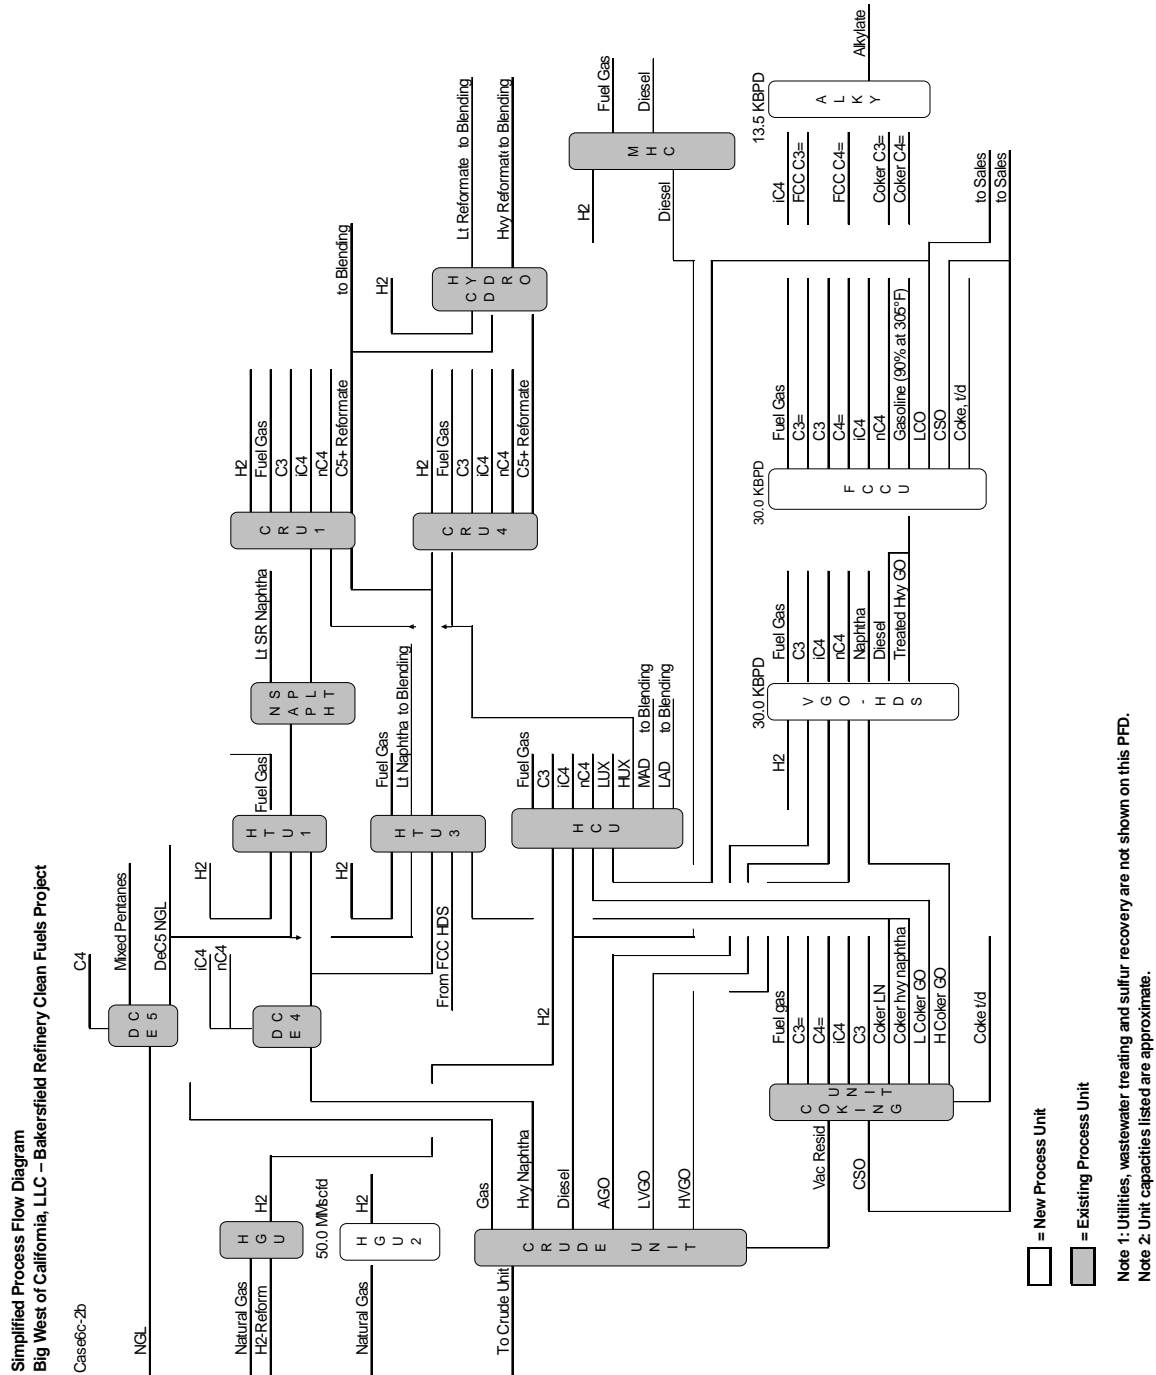 Simplified Process Flow Diagram
Big West of California, LLC – Bakersfield Refinery Clean Fuels Project
Case6c-2b
NGL
DC
E5
C4
Mixed Pentanes
DeC5 NGL
iC4
nC4
DC
E4
Natural Gas
H2-Reform
HGU
H2
50.0 MMscfd
Natural Gas
HGU2
H2
To Crude Unit
CRUDE UNIT
Gas
Hvy Naphtha
Diesel
AGO
LVGO
HVGO
Vac Resid
CSO
H2
H2
HTU1
Fuel Gas
NAPHT
SPLT
Lt SR Naphtha
CRU1
H2
Fuel Gas
C3
iC4
nC4
C5+ Reformate
to Blending
H2
From FCC HDS
HTU3
Fuel Gas
Lt Naphtha to Blending
CRU4
H2
Fuel Gas
C3
iC4
nC4
C5+ Reformate
H2
HYDRO
CD
Lt Reformate to Blending
Hvy Reformate to Blending
HCU
Fuel Gas
C3
iC4
nC4
LUX
HUX
MAD to Blending
LAD to Blending
H2
Diesel
MHC
Fuel Gas
Diesel
COKING
UNIT
Fuel gas
C3=
C4=
iC4
C3
Coker LN
Coker hvy naphtha
L Coker GO
H Coker GO
Coke t/d
H2
30.0 KBPD
VGO-HDS
Fuel Gas
C3
iC4
nC4
Naphtha
Diesel
Treated Hvy GO
30.0 KBPD
FCCU
Fuel Gas
C3=
C3
C4=
iC4
nC4
Gasoline (90% at 305°F)
LCO
CSO
Coke, t/d
to Sales
to Sales
13.5 KBPD
iC4
FCC C3=
FCC C4=
Coker C3=
Coker C4=
ALKY
Alkylate
= New Process Unit
= Existing Process Unit
Note 1: Utilities, wastewater treating and sulfur recovery are not shown on this PFD.
Note 2: Unit capacities listed are approximate.